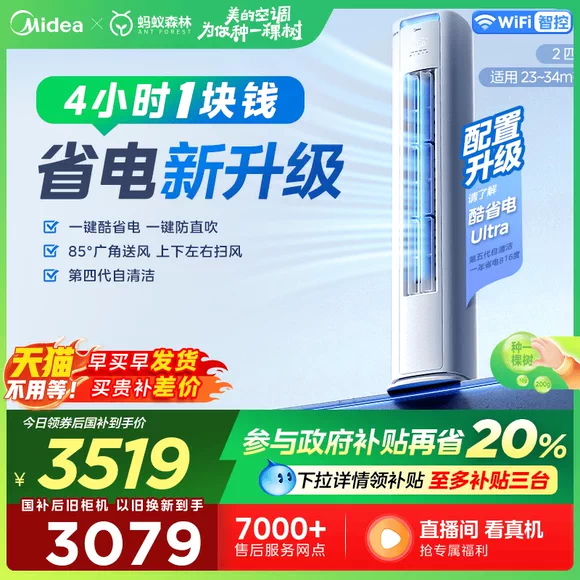 Midea × 蚂蚁森林
ANT FOREST
美的空调
为你种一棵树
WiFi 智控
2匹
适用 23~34m
4小时1块钱
省电新升级
一键酷省电 一键防直吹
85°广角送风 上下左右扫风
第四代自清洁
配置
升级
请了解
酷省电
Ultra
第五代自清洁
种一
棵树
200g
天猫
不用等!
早买早发货
买贵补差价
今日领券后国补到手价
¥3519
参与政府补贴再省20%
下拉详情领补贴 至多补贴三台
国补后旧柜机 以旧换新到手
3079
7000+
售后服务网点
直播间 看真机
抢专属福利